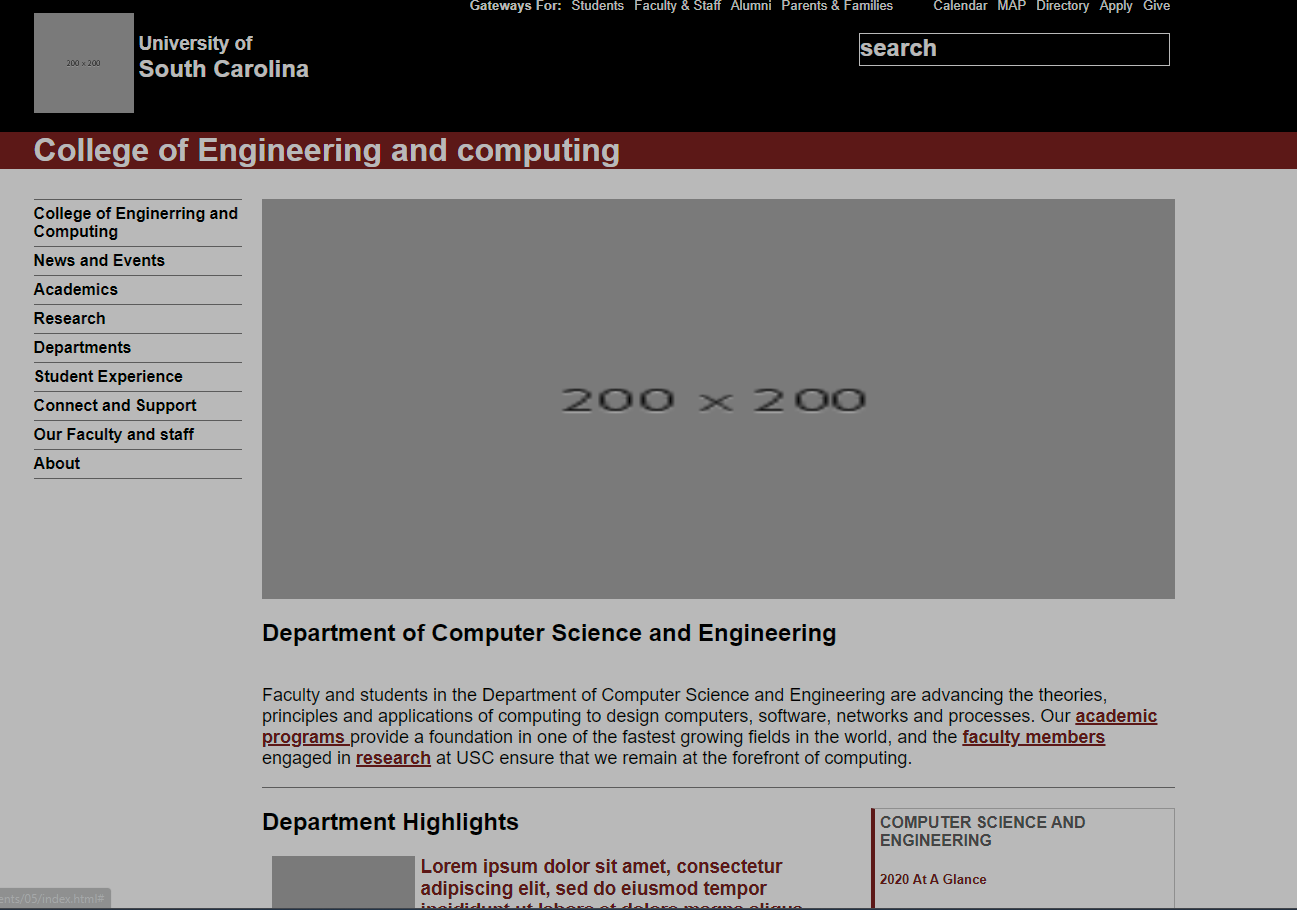 Gateways For: Students Faculty & Staff Alumni Parents & Families Calendar MAP Directory Apply Give
200 x 200
University of
South Carolina
search
College of Engineering and computing
College of Enginerring and
Computing
News and Events
Academics
Research
Departments
Student Experience
Connect and Support
Our Faculty and staff
About
200 x 200
Department of Computer Science and Engineering
Faculty and students in the Department of Computer Science and Engineering are advancing the theories,
principles and applications of computing to design computers, software, networks and processes. Our academic
programs provide a foundation in one of the fastest growing fields in the world, and the faculty members
engaged in research at USC ensure that we remain at the forefront of computing.
Department Highlights
Lorem ipsum dolor sit amet, consectetur
adipiscing elit, sed do eiusmod tempor
incididunt ut labore et dolore magna aliqua
COMPUTER SCIENCE AND
ENGINEERING
2020 At A Glance
ents/05/index.html#